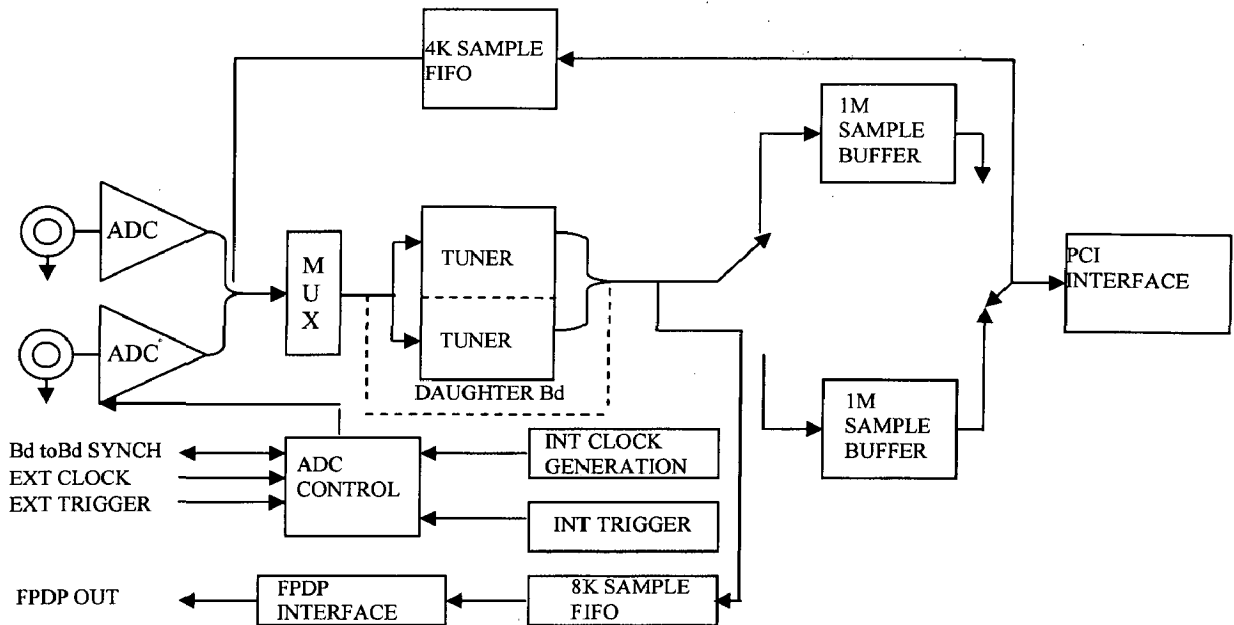 4K SAMPLE
FIFO
1M
SAMPLE
BUFFER
ADC
M
U
X
TUNER
TUNER
DAUGHTER Bd
PCI
INTERFACE
ADC
1M
SAMPLE
BUFFER
Bd toBd SYNCH
EXT CLOCK
EXT TRIGGER
ADC
CONTROL
INT CLOCK
GENERATION
INT TRIGGER
FPDP OUT
FPDP
INTERFACE
8K SAMPLE
FIFO